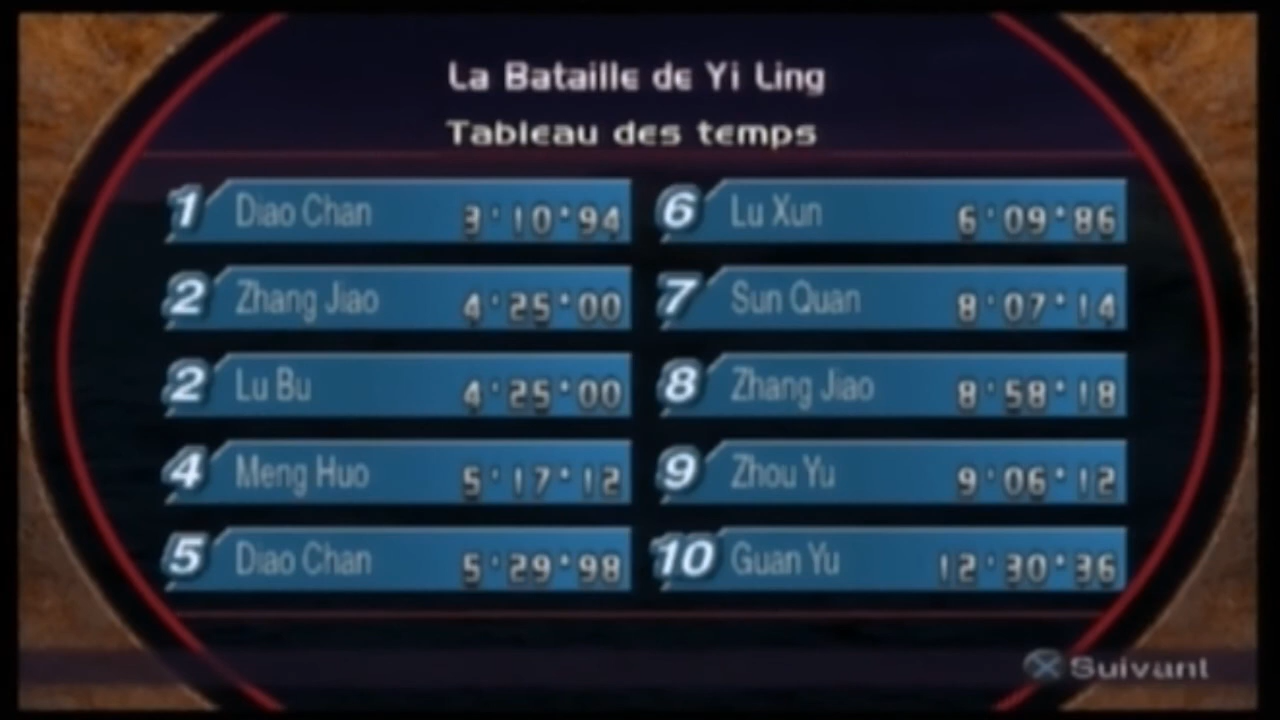 La Bataille de Yi Ling
Tableau des temps
1 Diao Chan 3'10"94
2 Zhang Jiao 4'25"00
2 Lu Bu 4'25"00
4 Meng Huo 5'17"12
5 Diao Chan 5'29"98
6 Lu Xun 6'09"86
7 Sun Quan 8'07"14
8 Zhang Jiao 8'58"18
9 Zhou Yu 9'06"12
10 Guan Yu 12'30"36
Suivant